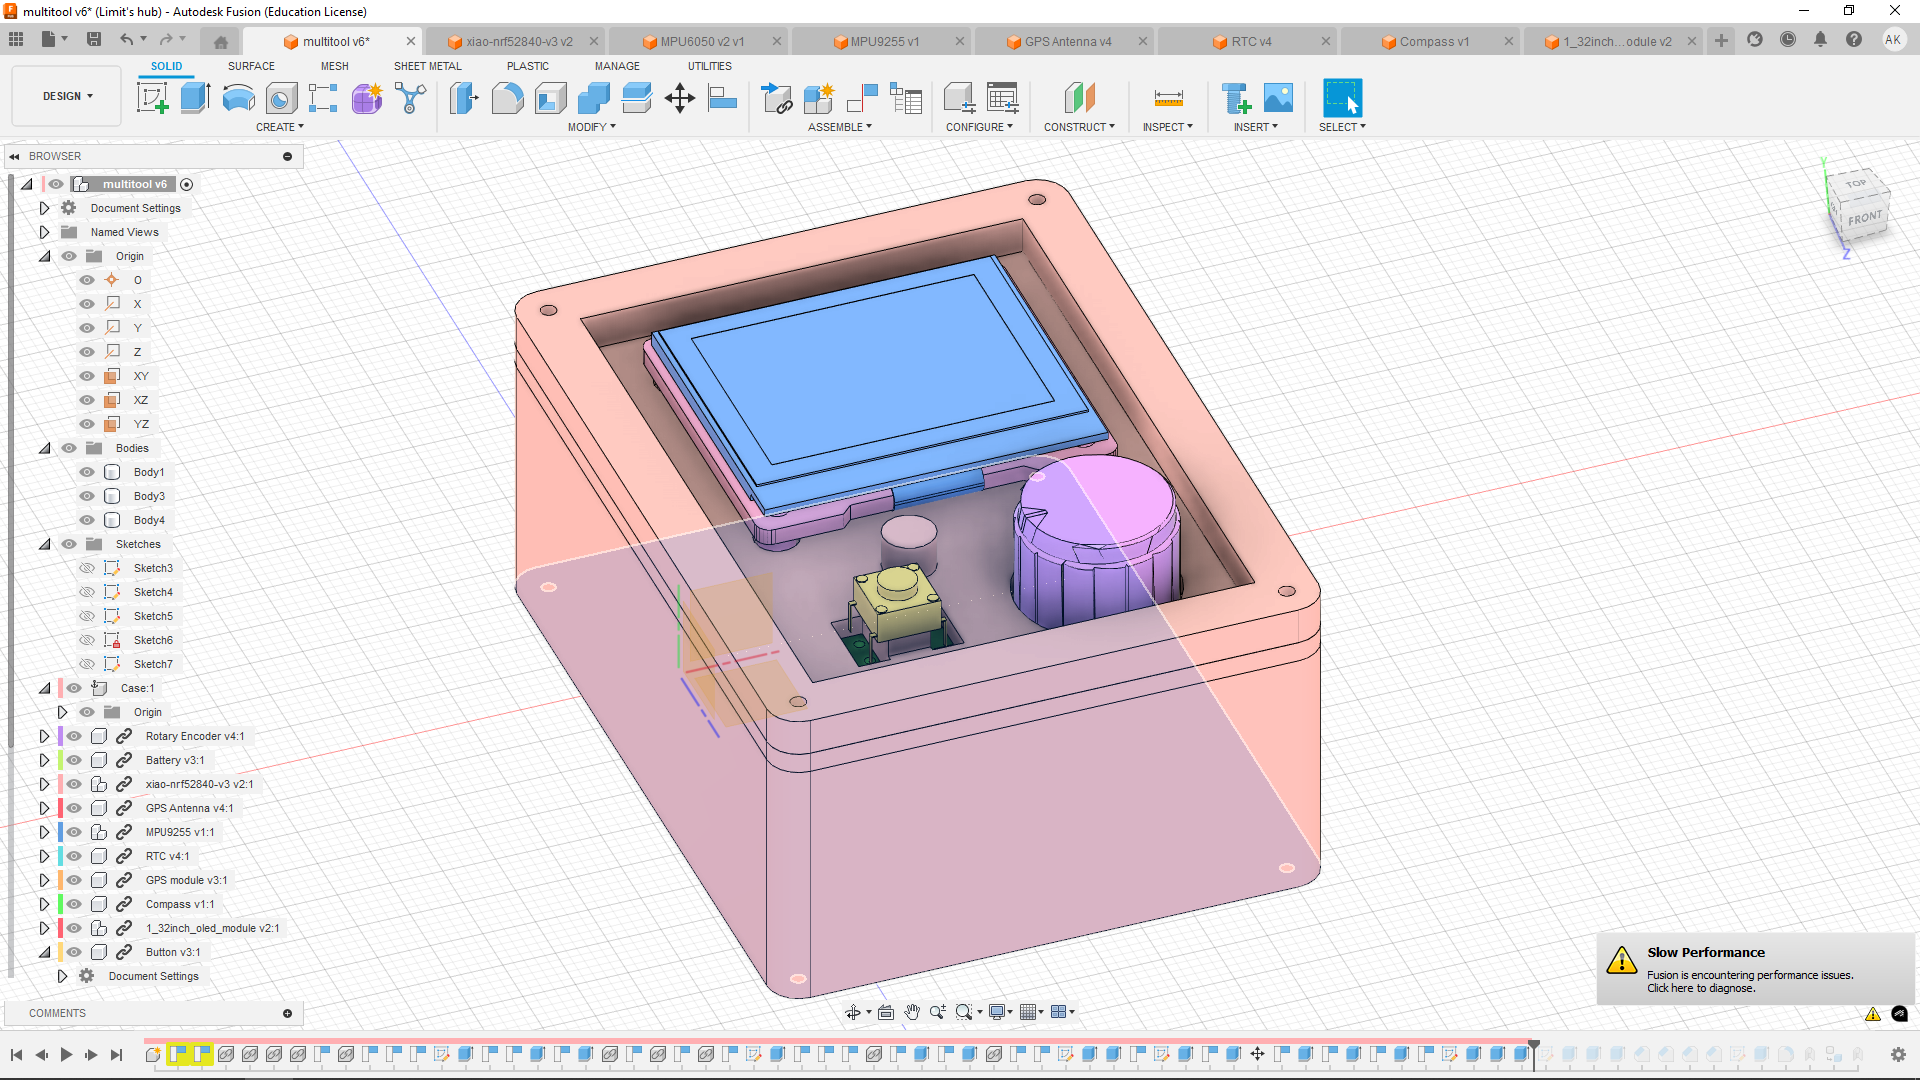 multitool v6* (Limit's hub) - Autodesk Fusion (Education License)
multitool v6*
xiao-nrf52840-v3 v2
MPU6050 v2 v1
MPU9255 v1
GPS Antenna v4
RTC v4
Compass v1
1_32inch...odule v2
AK
SOLID
SURFACE
MESH
SHEET METAL
PLASTIC
MANAGE
UTILITIES
DESIGN
CREATE
MODIFY
ASSEMBLE
CONFIGURE
CONSTRUCT
INSPECT
INSERT
SELECT
BROWSER
multitool v6
Document Settings
Named Views
Origin
O
X
Y
Z
XY
XZ
YZ
Bodies
Body1
Body3
Body4
Sketches
Sketch3
Sketch4
Sketch5
Sketch6
Sketch7
Case:1
Origin
Rotary Encoder v4:1
Battery v3:1
xiao-nrf52840-v3 v2:1
GPS Antenna v4:1
MPU9255 v1:1
RTC v4:1
GPS module v3:1
Compass v1:1
1_32inch_oled_module v2:1
Button v3:1
Document Settings
COMMENTS
Y
TOP
FRONT
Z
Slow Performance
Fusion is encountering performance issues.
Click here to diagnose.